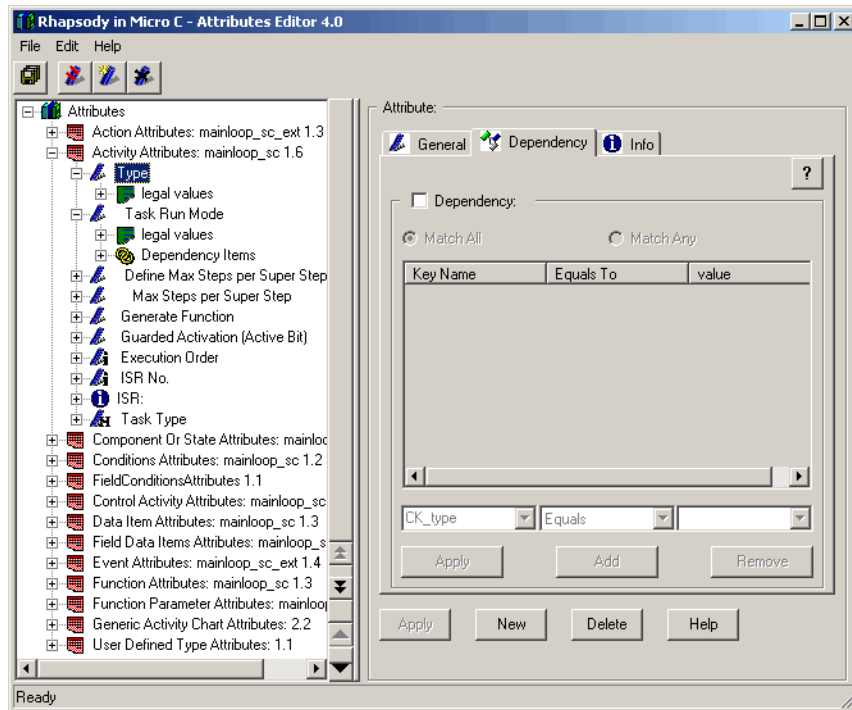 Rhapsody in Micro C - Attributes Editor 4.0
File Edit Help
Attributes
Action Attributes: mainloop_sc_ext 1.3
Activity Attributes: mainloop_sc 1.6
Type
legal values
Task Run Mode
legal values
Dependency Items
Define Max Steps per Super Step
Max Steps per Super Step
Generate Function
Guarded Activation (Active Bit)
Execution Order
ISR No.
ISR:
Task Type
Component Or State Attributes: mainloc
Conditions Attributes: mainloop_sc 1.2
FieldConditionsAttributes 1.1
Control Activity Attributes: mainloop_sc
Data Item Attributes: mainloop_sc 1.3
Field Data Items Attributes: mainloop_s
Event Attributes: mainloop_sc_ext 1.4
Function Attributes: mainloop_sc 1.3
Function Parameter Attributes: mainloop
Generic Activity Chart Attributes: 2.2
User Defined Type Attributes: 1.1
Attribute:
General Dependency Info
?
Dependency:
Match All Match Any
Key Name Equals To value
CK_type Equals
Apply Add Remove
Apply New Delete Help
Ready